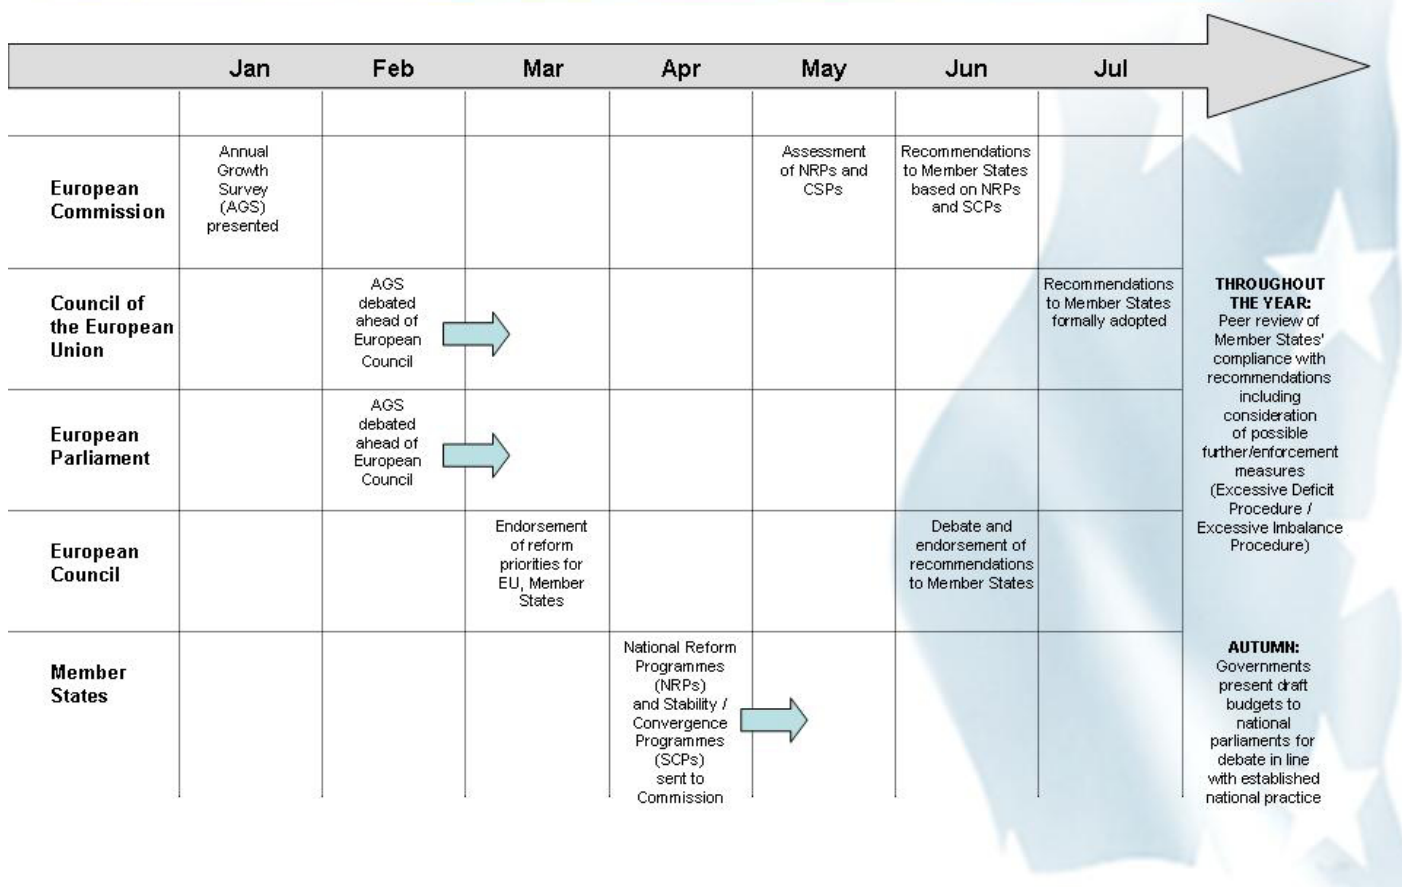 Jan Feb Mar Apr May Jun Jul
European
Commission
Annual
Growth
Survey
(AGS)
presented
Assessment
of NRPs and
CSPs
Recommendations
to Member States
based on NRPs
and SCPs
Council of
the European
Union
AGS
debated
ahead of
European
Council
Recommendations
to Member States
formally adopted
THROUGHOUT
THE YEAR:
Peer review of
Member States'
compliance with
recommendations
including
consideration
of possible
further/enforcement
measures
(Excessive Deficit
Procedure /
Excessive Imbalance
Procedure)
European
Parliament
AGS
debated
ahead of
European
Council
European
Council
Endorsement
of reform
priorities for
EU, Member
States
Debate and
endorsement of
recommendations
to Member States
Member
States
National Reform
Programmes
(NRPs)
and Stability /
Convergence
Programmes
(SCPs)
sent to
Commission
AUTUMN:
Governments
present draft
budgets to
national
parliaments for
debate in line
with established
national practice